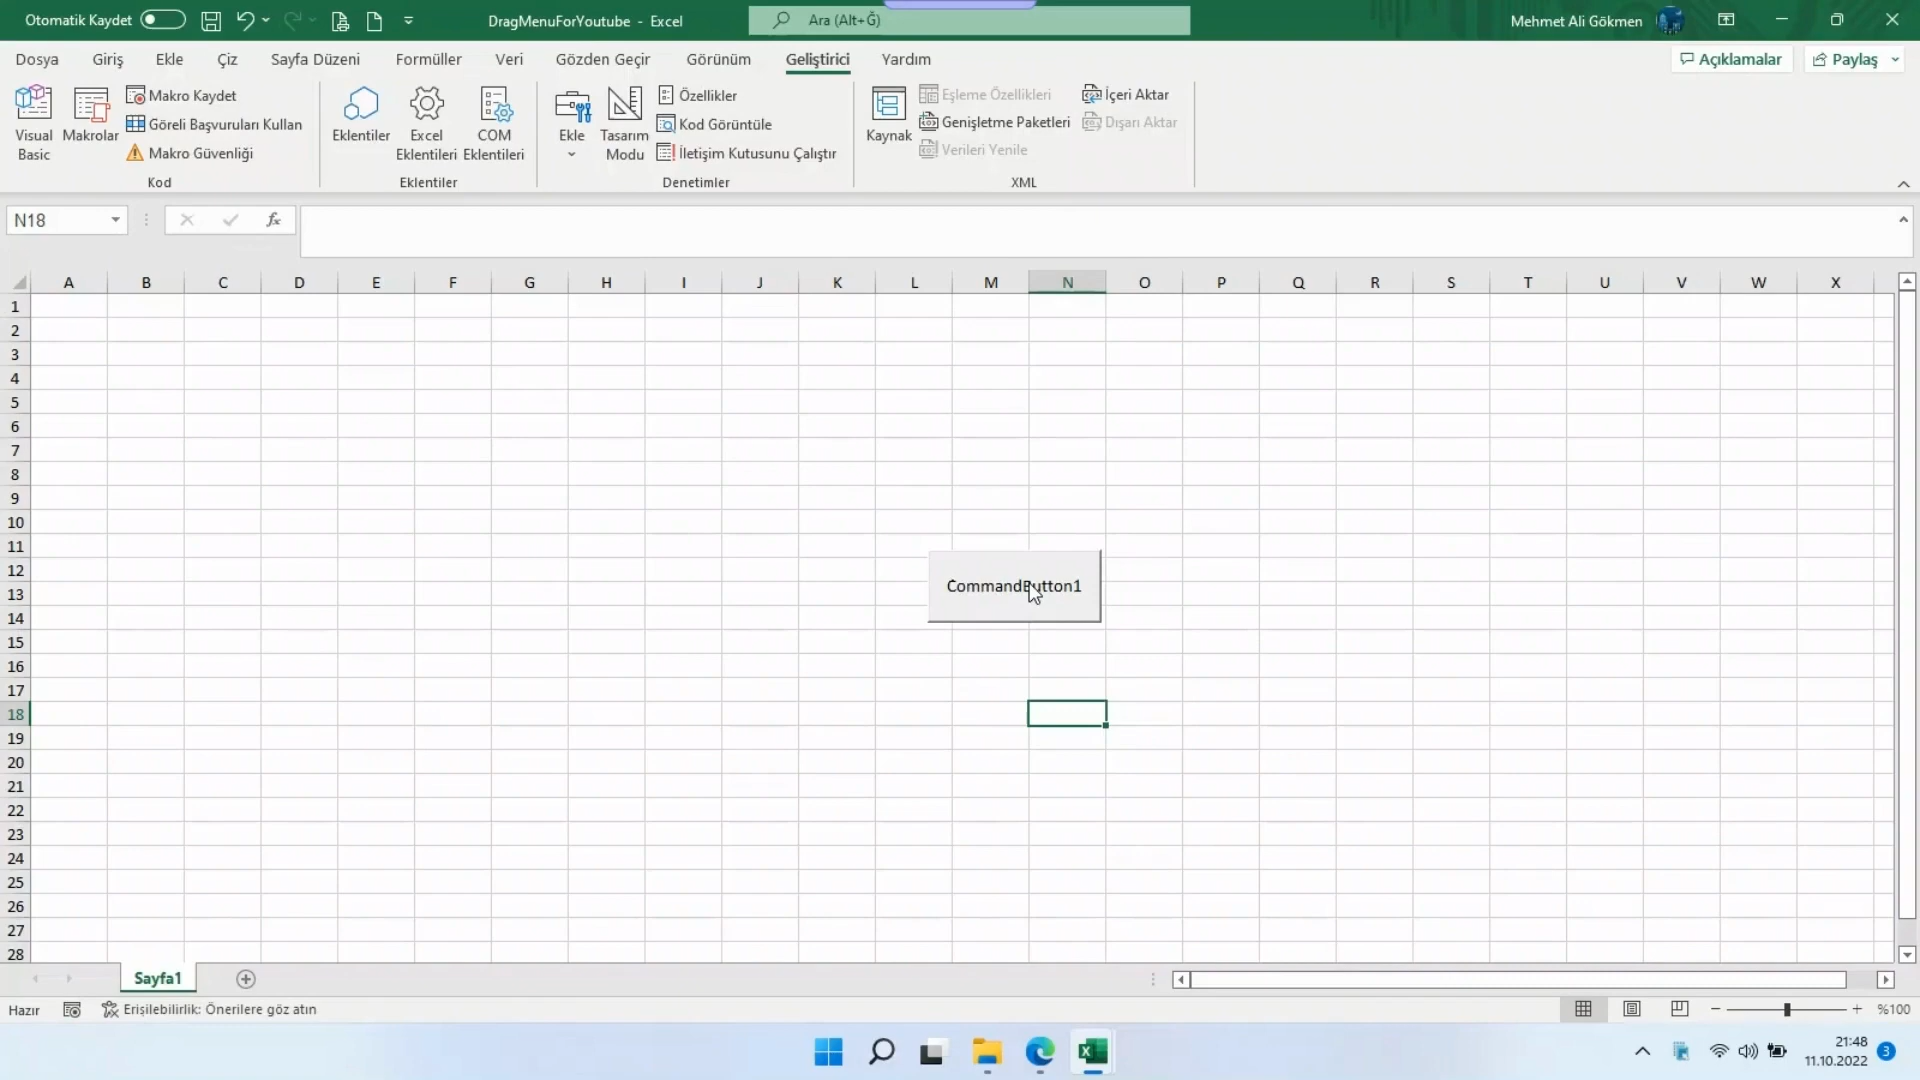 Otomatik Kaydet
DragMenuForYoutube - Excel
Ara (Alt+Ğ)
Mehmet Ali Gökmen
Dosya Giriş Ekle Çiz Sayfa Düzeni Formüller Veri Gözden Geçir Görünüm Geliştirici Yardım
Açıklamalar
Paylaş
Visual Basic
Makrolar
Makro Kaydet
Göreli Başvuruları Kullan
Makro Güvenliği
Kod
Eklentiler
Excel Eklentileri
COM Eklentileri
Eklentiler
Ekle
Tasarım Modu
Özellikler
Kod Görüntüle
İletişim Kutusunu Çalıştır
Denetimler
Kaynak
Eşleme Özellikleri
Genişletme Paketleri
Verileri Yenile
İçeri Aktar
Dışarı Aktar
XML
N18
fx
A B C D E F G H I J K L M N O P Q R S T U V W X
1
2
3
4
5
6
7
8
9
10
11
12
13
14
15
16
17
18
19
20
21
22
23
24
25
26
27
28
CommandButton1
Sayfa1
Hazır
Erişilebilirlik: Önerilere göz atın
%100
21:48
11.10.2022
3